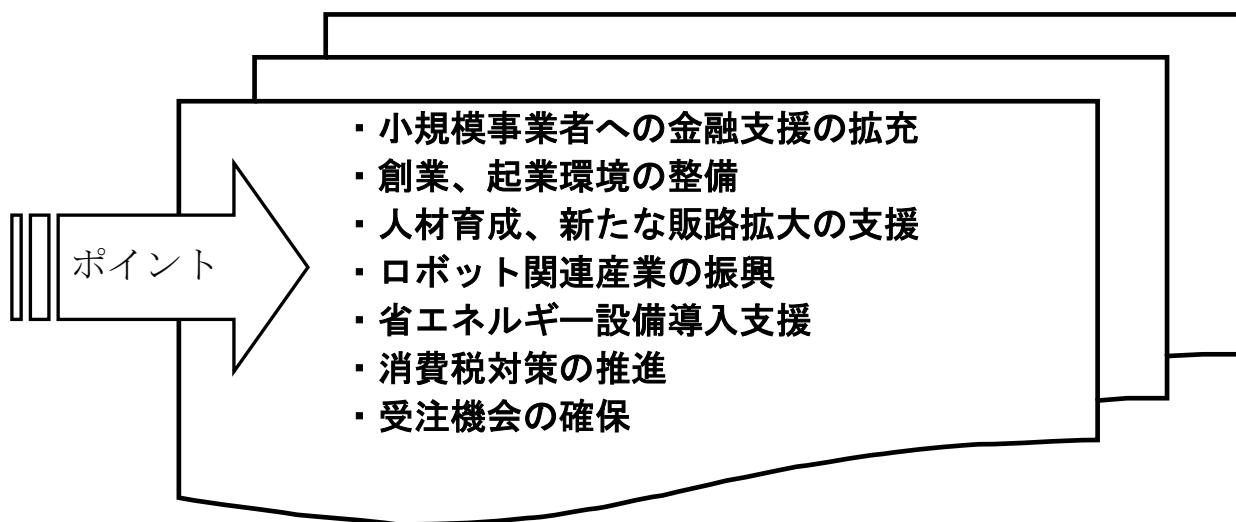 ポイント
・小規模事業者への金融支援の拡充
・創業、起業環境の整備
・人材育成、新たな販路拡大の支援
・ロボット関連産業の振興
・省エネルギー設備導入支援
・消費税対策の推進
・受注機会の確保